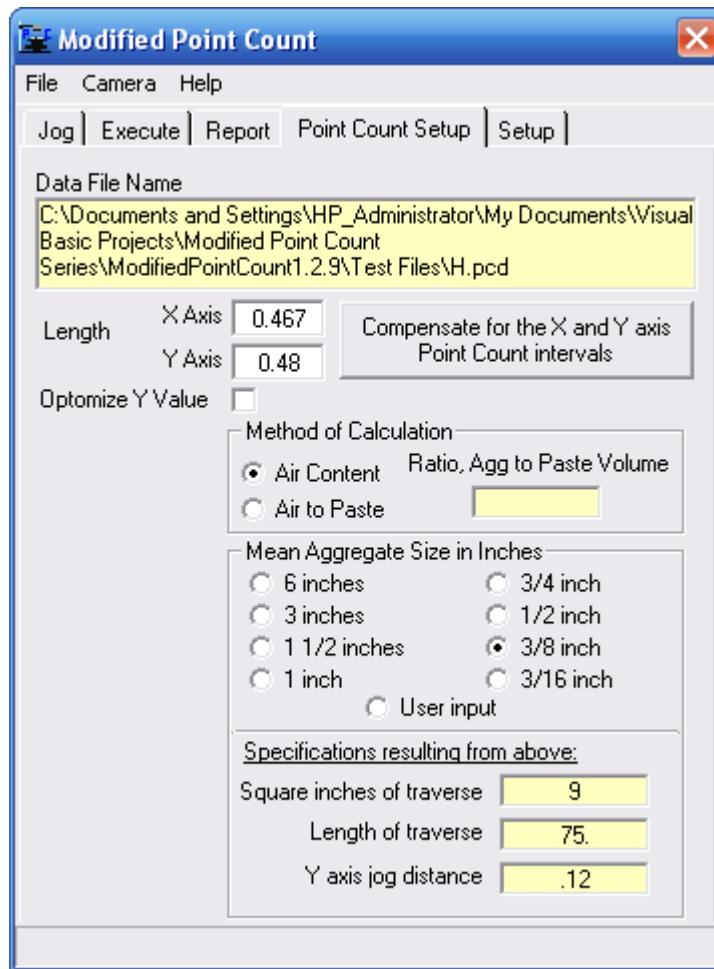 Modified Point Count
File Camera Help
Jog Execute Report Point Count Setup Setup
Data File Name
C:\Documents and Settings\HP_Administrator\My Documents\Visual
Basic Projects\Modified Point Count
Series\ModifiedPointCount1.2.9\Test Files\H.pcd
Length
X Axis 0.467
Y Axis 0.48
Compensate for the X and Y axis
Point Count intervals
Optomize Y Value
Method of Calculation
Air Content
Air to Paste
Ratio, Agg to Paste Volume
Mean Aggregate Size in Inches
6 inches
3 inches
1 1/2 inches
1 inch
3/4 inch
1/2 inch
3/8 inch
3/16 inch
User input
Specifications resulting from above:
Square inches of traverse 9
Length of traverse 75.
Y axis jog distance .12